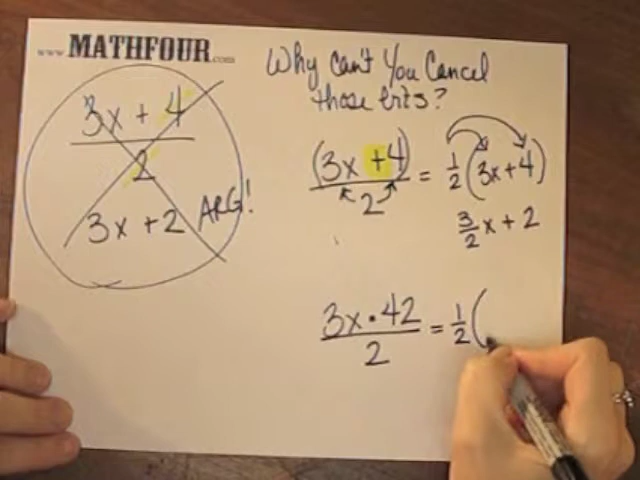 www.MATHFOUR.com
Why Can't You Cancel
those bits?
3x + 4
2
3x + 2 ARG!
(3x + 4) = 1/2 (3x + 4)
2
3/2 x + 2
3x · 42 = 1/2 (
2